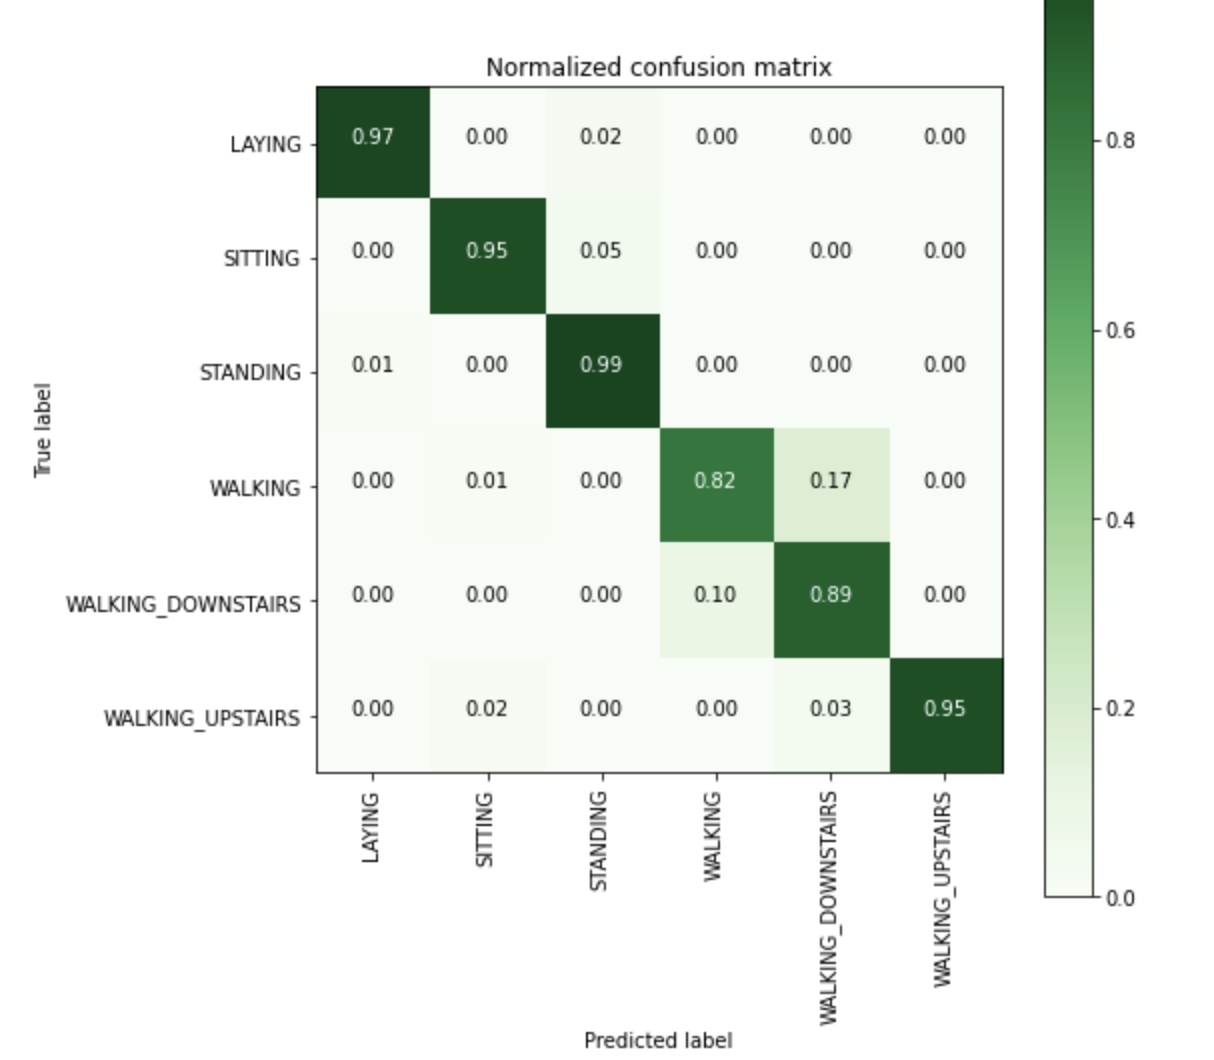 Normalized confusion matrix
LAYING 0.97 0.00 0.02 0.00 0.00 0.00 0.8
SITTING 0.00 0.95 0.05 0.00 0.00 0.00
0.6
STANDING 0.01 0.00 0.99 0.00 0.00 0.00
True label
WALKING 0.00 0.01 0.00 0.82 0.17 0.00
0.4
WALKING_DOWNSTAIRS 0.00 0.00 0.00 0.10 0.89 0.00
WALKING_UPSTAIRS 0.00 0.02 0.00 0.00 0.03 0.95
0.2
0.0
LAYING
SITTING
STANDING
WALKING
WALKING_DOWNSTAIRS
WALKING_UPSTAIRS
Predicted label